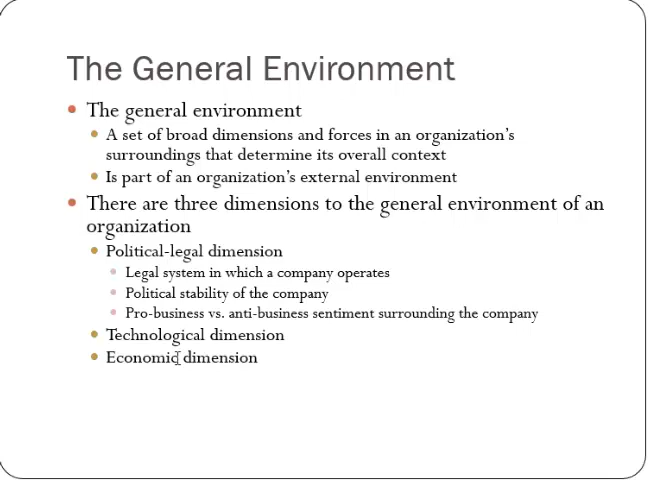 The General Environment
The general environment
A set of broad dimensions and forces in an organization's
surroundings that determine its overall context
Is part of an organization's external environment
There are three dimensions to the general environment of an
organization
Political-legal dimension
Legal system in which a company operates
Political stability of the company
Pro-business vs. anti-business sentiment surrounding the company
Technological dimension
Economic dimension